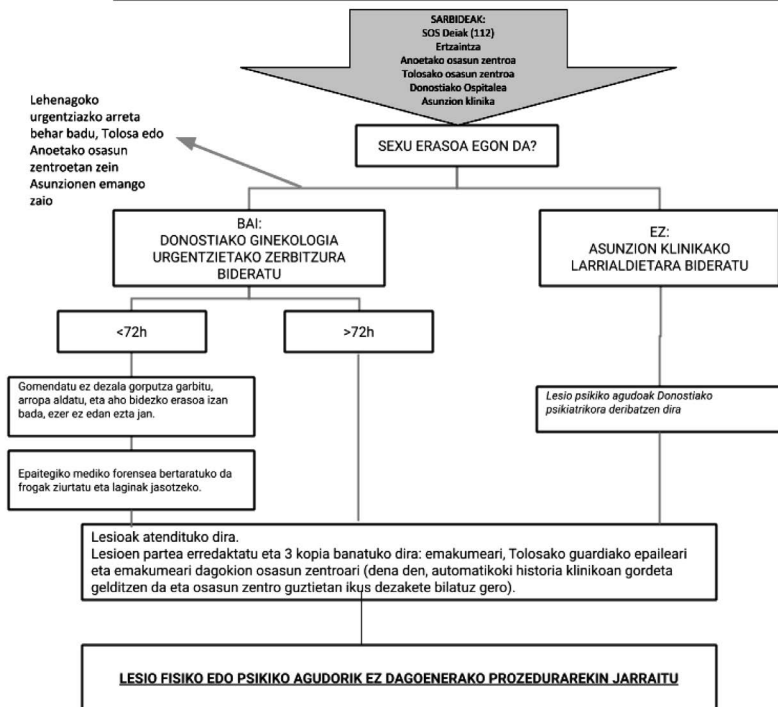 SARBIDEAK:
SOS Deiak (112)
Ertzaintza
Anoetako osasun zentroa
Tolosako osasun zentroa
Donostiako Ospitalea
Asunzion klinika
Lehenagoko
urgentziazko arreta
behar badu, Tolosa edo
Anoetako osasun
zentroetan zein
Asunzionen emango
zaio
SEXU ERASOA EGON DA?
BAI:
DONOSTIAKO GINEKOLOGIA
URGENTZIETAKO ZERBITZURA
BIDERATU
EZ:
ASUNZION KLINIKAKO
LARRIALDIETARA BIDERATU
<72h
>72h
Gomendatu ez dezala gorputza garbitu,
arropa aldatu, eta aho bidezko erasoa izan
bada, ezer ez edan ezta jan.
Lesio psikiko agudoak Donostiako
psikiatrikora deribatzen dira
Epaitegiko mediko forensea bertaratuko da
frogak ziurtatu eta laginak jasotzeko.
Lesioak atendituko dira.
Lesioen partea erredaktatu eta 3 kopia banatuko dira: emakumeari, Tolosako guardiako epaileari
eta emakumeari dagokion osasun zentroari (dena den, automatikoki historia klinikoan gordeta
gelditzen da eta osasun zentro guztietan ikus dezakete bilatuz gero).
LESIO FISIKO EDO PSIKIKO AGUDORIK EZ DAGOENERAKO PROZEDURAREKIN JARRAITU